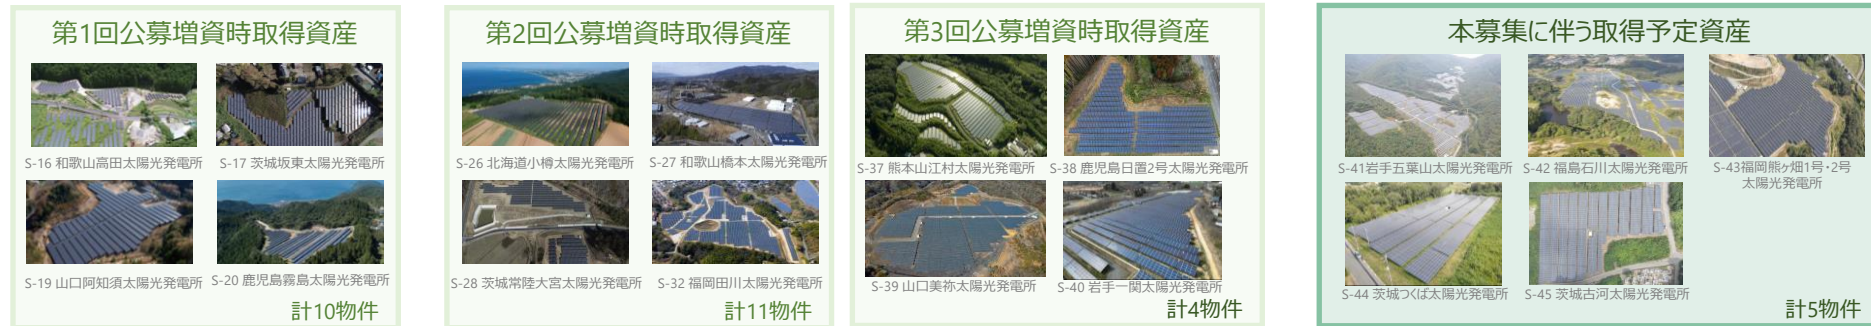 第1回公募増資時取得資産
S-16 和歌山高田太陽光発電所
S-17 茨城坂東太陽光発電所
S-19 山口阿知須太陽光発電所
S-20 鹿児島霧島太陽光発電所
計10物件
第2回公募増資時取得資産
S-26 北海道小樽太陽光発電所
S-27 和歌山橋本太陽光発電所
S-28 茨城常陸大宮太陽光発電所
S-32 福岡田川太陽光発電所
計11物件
第3回公募増資時取得資産
S-37 熊本山江村太陽光発電所
S-38 鹿児島日置2号太陽光発電所
S-39 山口美祢太陽光発電所
S-40 岩手一関太陽光発電所
計4物件
本募集に伴う取得予定資産
S-41岩手五葉山太陽光発電所
S-42 福島石川太陽光発電所
S-43福岡熊ヶ畑1号・2号
太陽光発電所
S-44 茨城つくば太陽光発電所
S-45 茨城古河太陽光発電所
計5物件